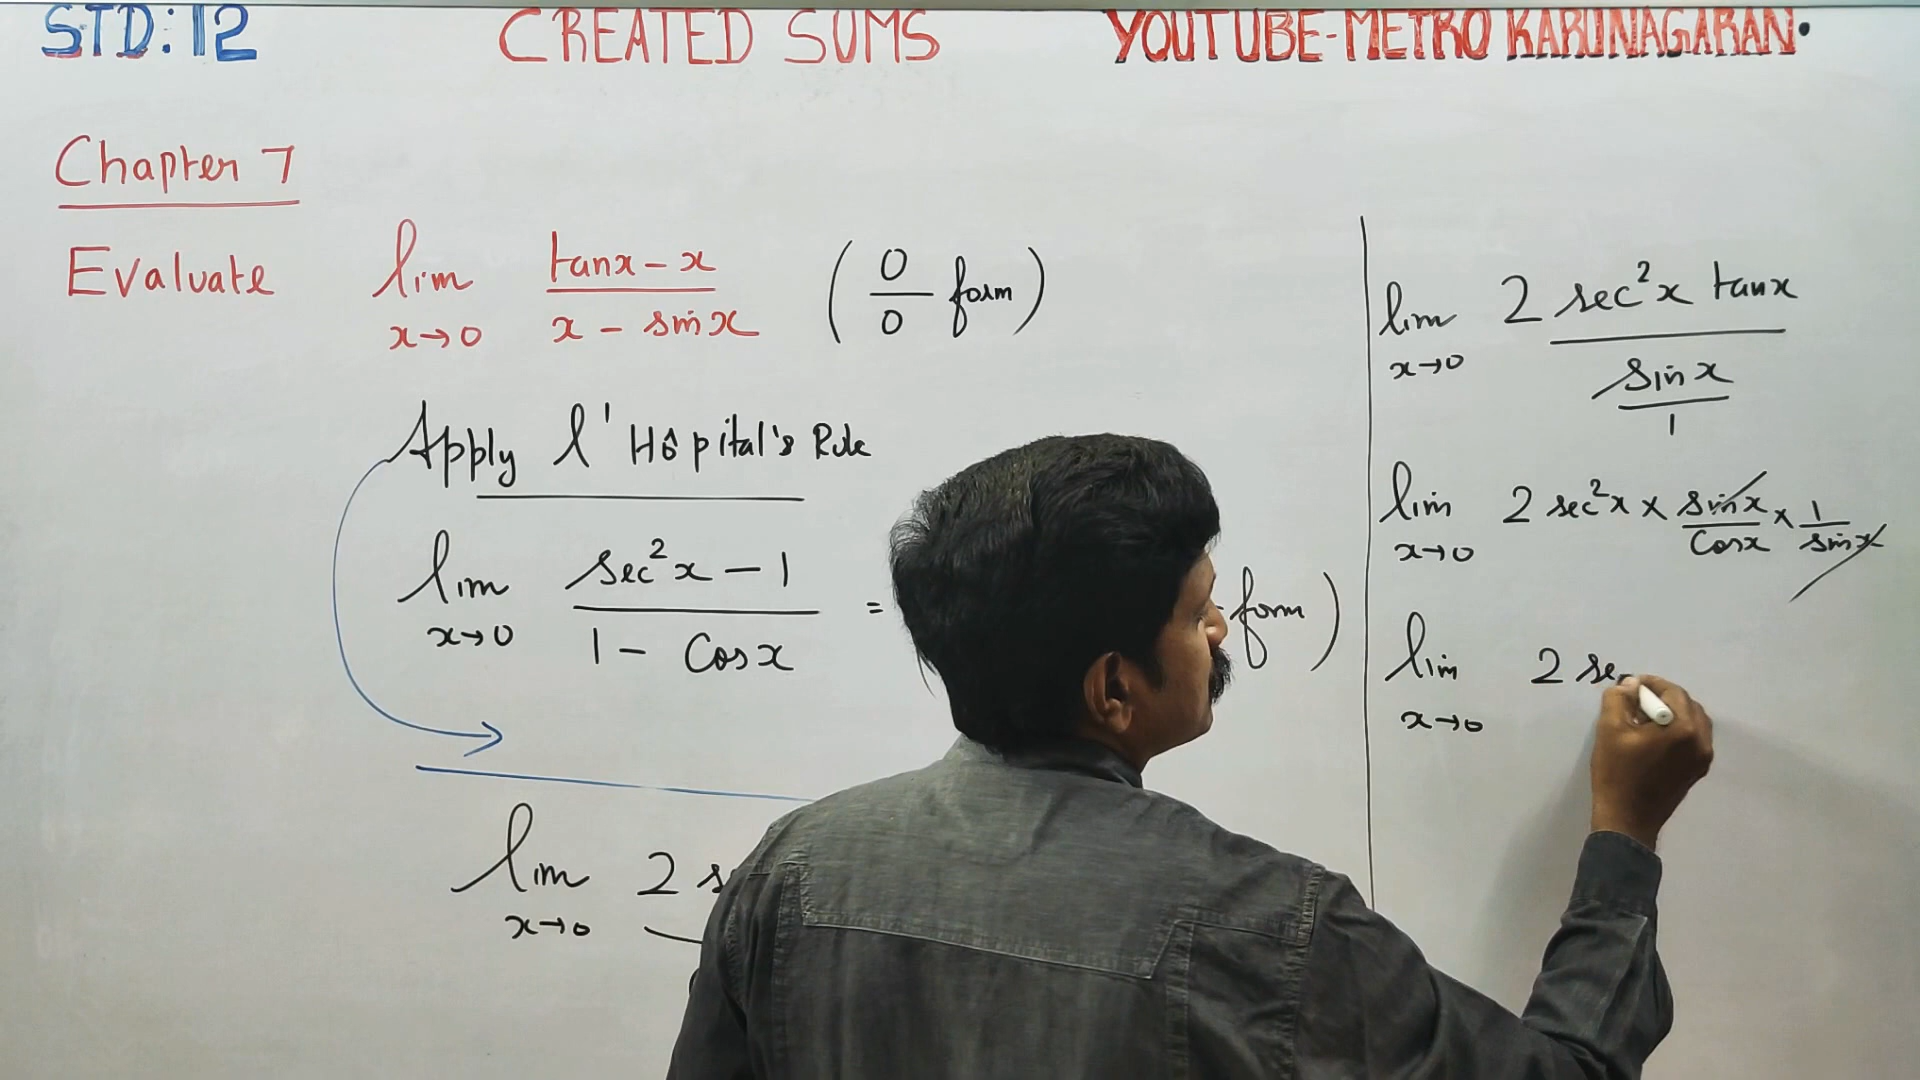 STD: 12 CREATED SUMS YOUTUBE-METRO KARUNAGARAN.
Chapter 7
Evaluate lim x→0 (tanx - x)/(x - sinx) (0/0 form)
Apply l'Hôpital's Rule
lim x→0 (sec²x - 1)/(1 - Cosx) = form)
lim x→0 2
lim x→0 (2 sec²x tanx)/(sinx/1)
lim x→0 2 sec²x × sinx/Cosx × 1/sinx
lim x→0 2 se